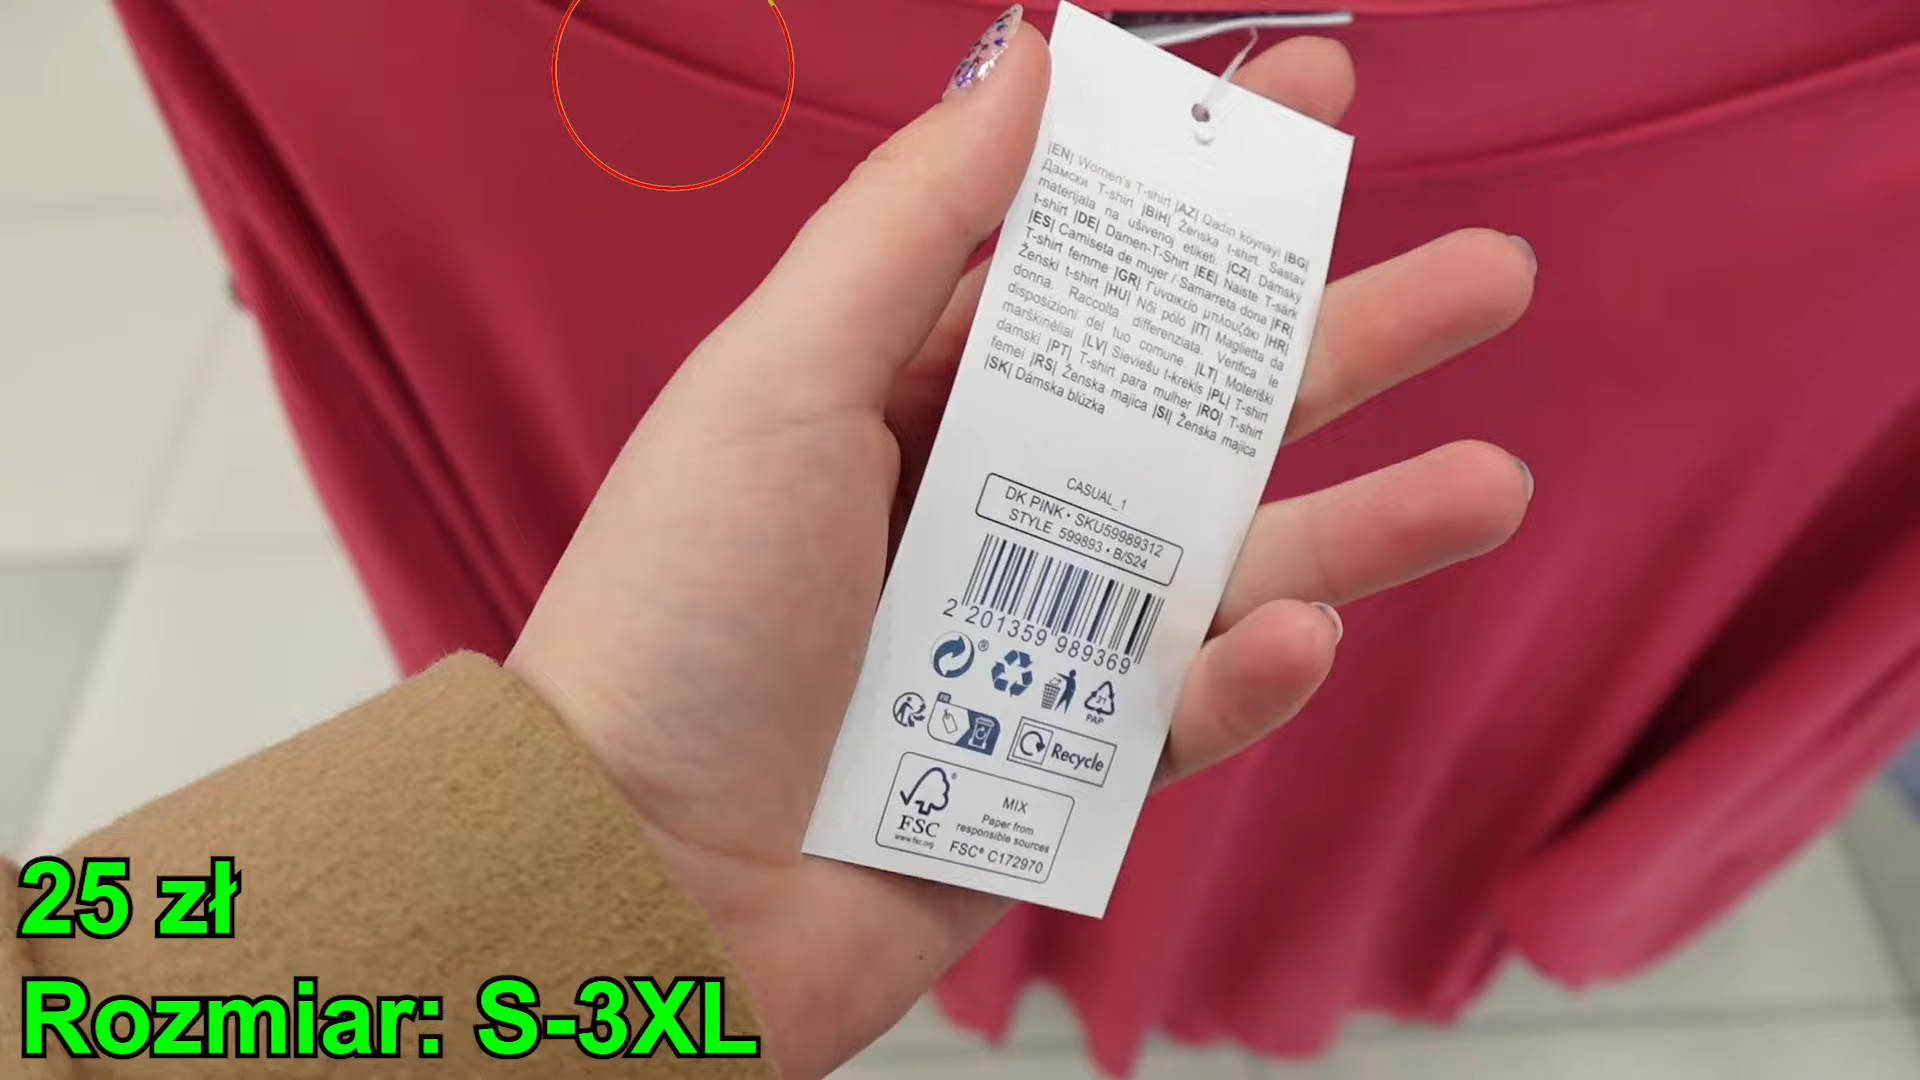 |EN| Women's T-shirt |AZ| Qadın köynəyi |BG|
Дамски T-shirt |BIH| Ženska t-shirt. Sastav
materijala na ušivenoj etiketi. |CZ| Dámský
t-shirt |DE| Damen-T-Shirt |EE| Naiste T-särk
|ES| Camiseta de mujer / Samarreta dona |FR|
T-shirt femme |GR| Γυναικείο μπλουζάκι |HR|
Ženski t-shirt |HU| Női póló |IT| Maglietta da
donna. Raccolta differenziata. Verifica le
disposizioni del tuo comune. |LT| Moteriški
marškinėliai |LV| Sieviešu t-krekls |PL| T-shirt
damski |PT| T-shirt para mulher |RO| T-shirt
femei |RS| Ženska majica |SI| Ženska majica
|SK| Dámska blúzka
CASUAL_1
DK PINK • SKU59989312
STYLE 599893 • B/S24
2 201359 989369
®
21
PAP
FR
Recycle
FSC®
www.fsc.org
MIX
Paper from
responsible sources
FSC® C172970
25 zł
Rozmiar: S-3XL